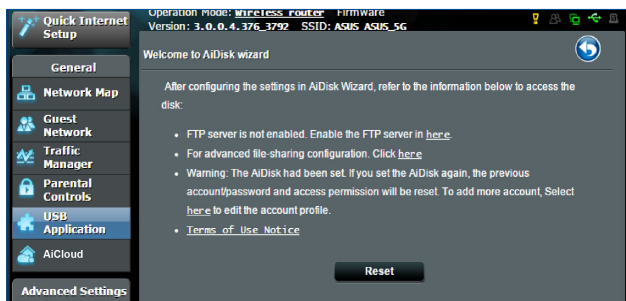 Quick Internet
Setup
General
Network Map
Guest
Network
Traffic
Manager
Parental
Controls
USB
Application
AiCloud
Advanced Settings
Operation Mode: Wireless router Firmware
Version: 3.0.0.4.376_3792 SSID: ASUS ASUS_5G
Welcome to AiDisk wizard
After configuring the settings in AiDisk Wizard, refer to the information below to access the
disk:
• FTP server is not enabled. Enable the FTP server in here.
• For advanced file-sharing configuration. Click here
• Warning: The AiDisk had been set. If you set the AiDisk again, the previous
account/password and access permission will be reset. To add more account, Select
here to edit the account profile.
• Terms of Use Notice
Reset